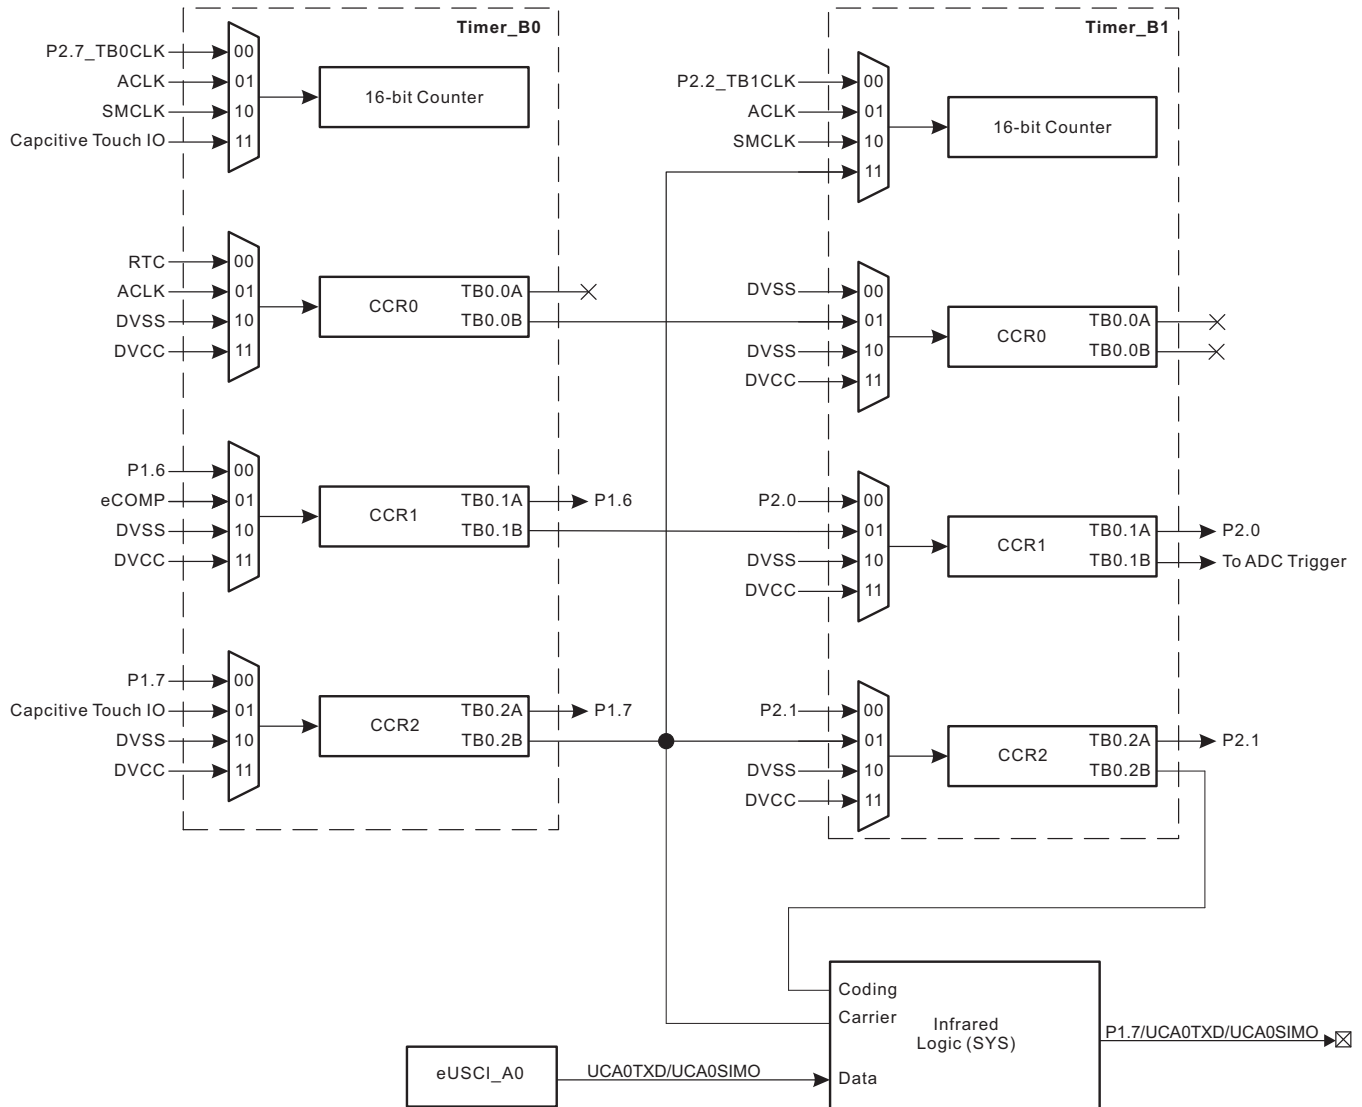 Timer_B0
P2.7_TB0CLK
ACLK
SMCLK
Capcitive Touch IO
00
01
10
11
16-bit Counter
RTC
ACLK
DVSS
DVCC
00
01
10
11
CCR0
TB0.0A
TB0.0B
P1.6
eCOMP
DVSS
DVCC
00
01
10
11
CCR1
TB0.1A
TB0.1B
P1.6
P1.7
Capcitive Touch IO
DVSS
DVCC
00
01
10
11
CCR2
TB0.2A
TB0.2B
P1.7
Timer_B1
P2.2_TB1CLK
ACLK
SMCLK
00
01
10
11
16-bit Counter
DVSS
DVSS
DVCC
00
01
10
11
CCR0
TB0.0A
TB0.0B
P2.0
DVSS
DVCC
00
01
10
11
CCR1
TB0.1A
TB0.1B
P2.0
To ADC Trigger
P2.1
DVSS
DVCC
00
01
10
11
CCR2
TB0.2A
TB0.2B
P2.1
Coding
Carrier
Data
Infrared
Logic (SYS)
P1.7/UCA0TXD/UCA0SIMO
eUSCI_A0
UCA0TXD/UCA0SIMO